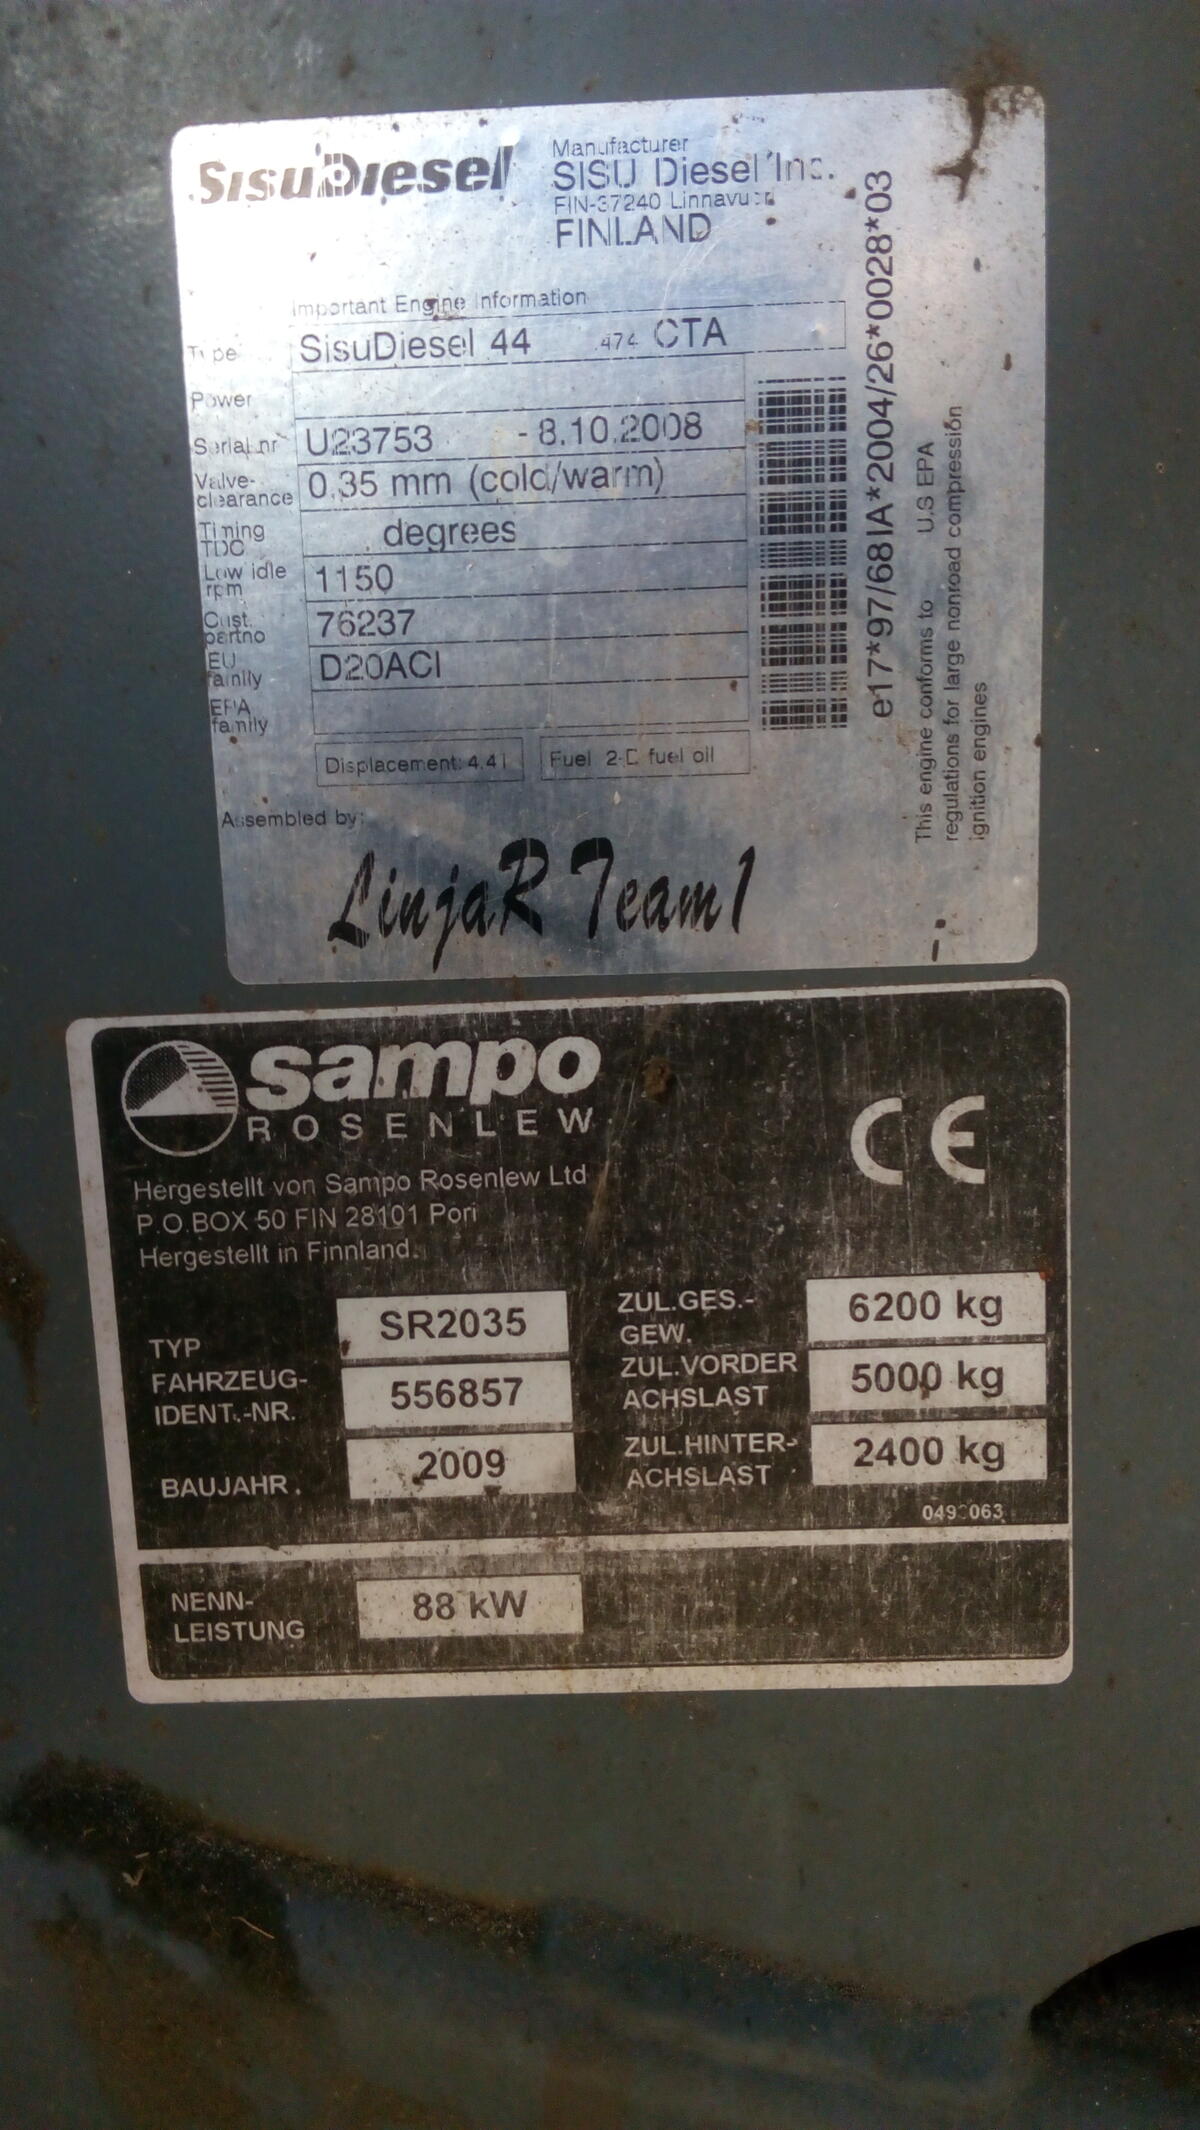 SisuDiesel
Manufacturer
SISU Diesel Inc.
FIN-37240 Linnavuori
FINLAND
Important Engine Information
Type SisuDiesel 44 .474 CTA
Power
Serial nr U23753 - 8.10.2008
Valve-
clearance 0,35 mm (cold/warm)
Timing
TDC degrees
Low idle
rpm 1150
Cust.
partno 76237
EU
family D20ACI
EPA
family
Displacement: 4.4 l
Fuel 2-D fuel oil
Assembled by:
LinjaR Team1
e17*97/68IA*2004/26*0028*03
This engine conforms to U.S EPA
regulations for large nonroad compression
ignition engines
sampo
ROSENLEW
CE
Hergestellt von Sampo Rosenlew Ltd
P.O.BOX 50 FIN 28101 Pori
Hergestellt in Finnland.
TYP SR2035
FAHRZEUG-
IDENT.-NR. 556857
BAUJAHR. 2009
ZUL.GES.-
GEW. 6200 kg
ZUL.VORDER
ACHSLAST 5000 kg
ZUL.HINTER-
ACHSLAST 2400 kg
NENN-
LEISTUNG 88 kW